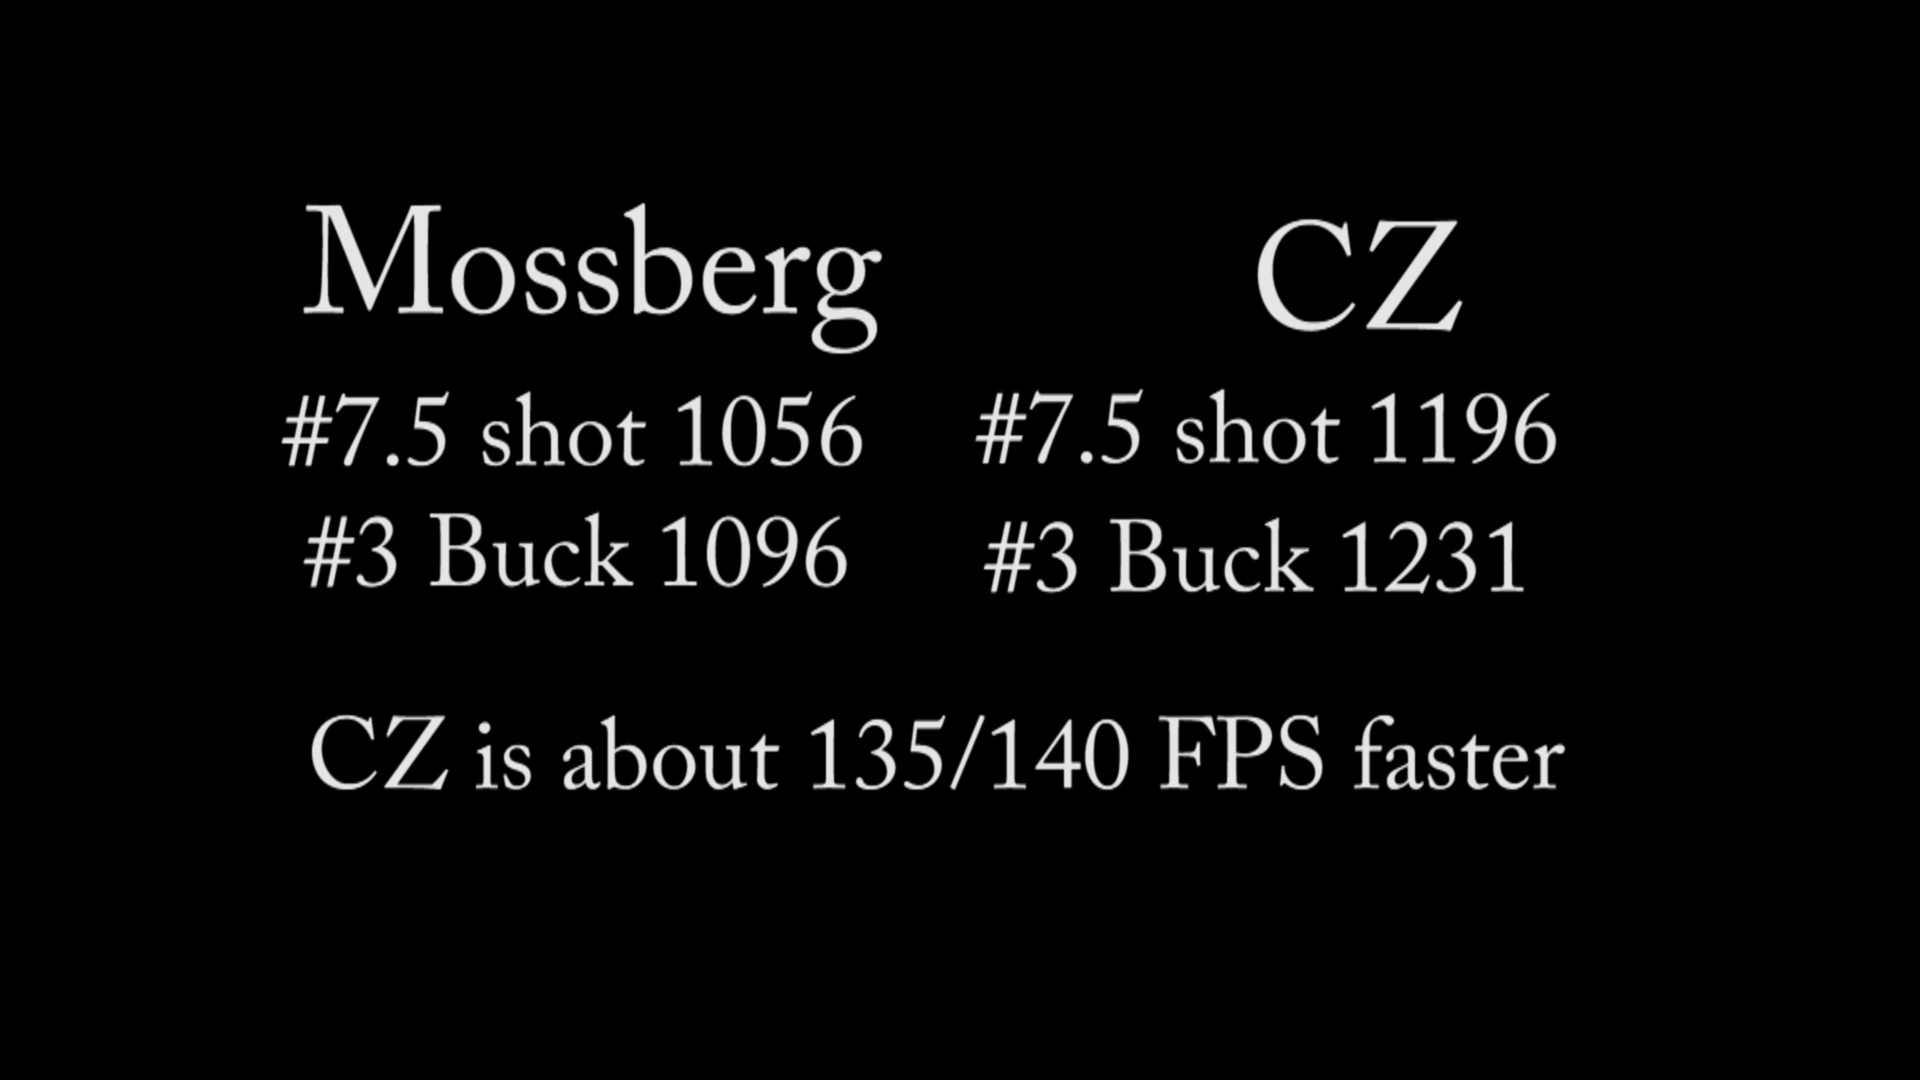 Mossberg CZ
#7.5 shot 1056 #7.5 shot 1196
#3 Buck 1096 #3 Buck 1231
CZ is about 135/140 FPS faster